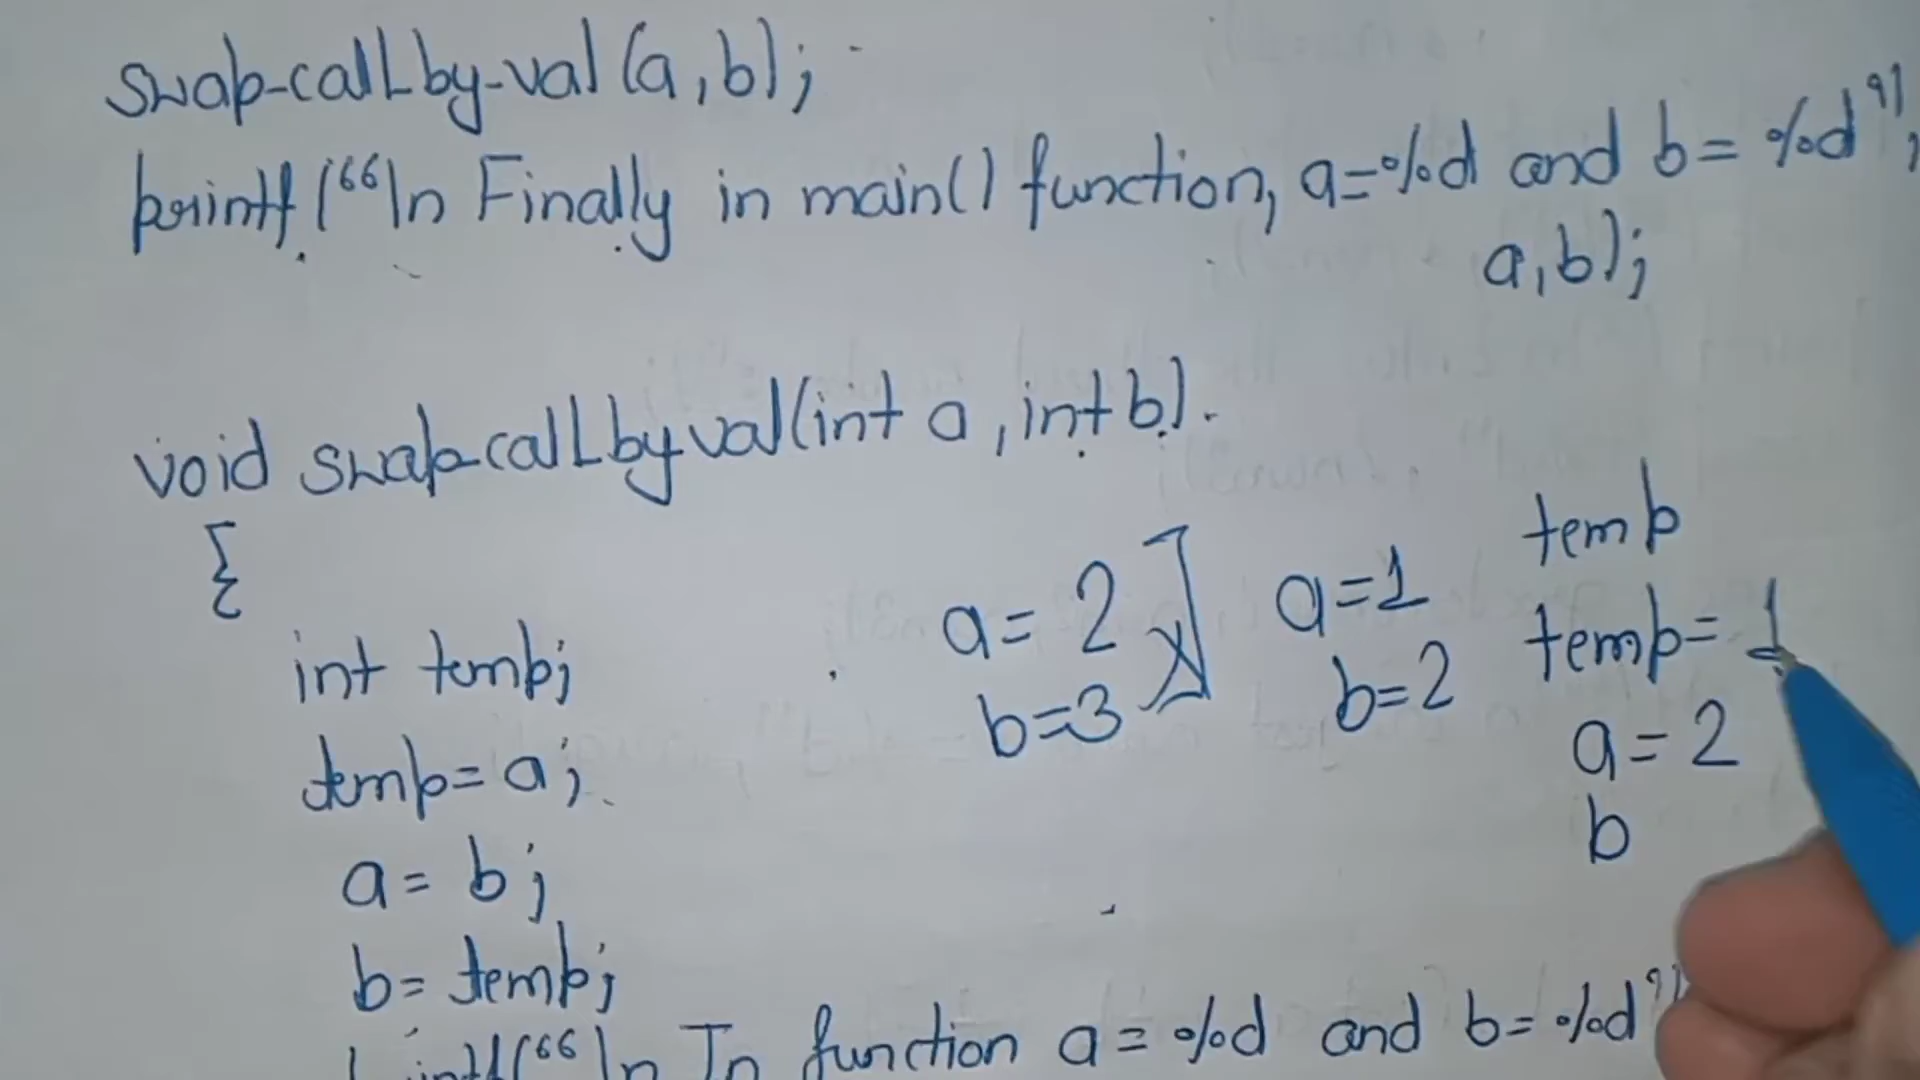 swap-call-by-val (a,b);
printf ("\n Finally in main() function, a=%d and b= %d",
a,b);
void swap-call by val(int a, int b).
{
int temp;
temp= a;
a= b;
b= temp;
a= 2
b=3
a=1
b=2
temp
temp= 1
a= 2
b
printf("\n In function a= %d and b= %d"